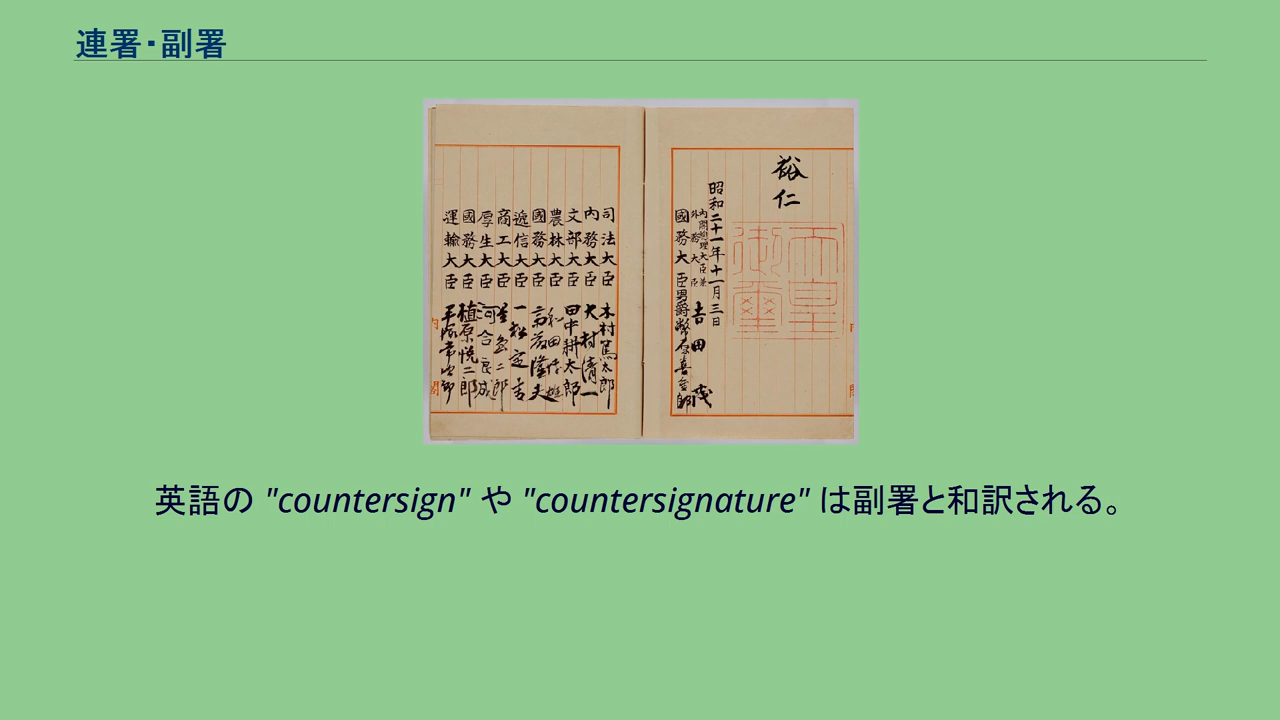 連署・副署
裕仁
昭和二十一年十一月三日
内閣総理大臣兼
外務大臣
吉田茂
國務大臣 男爵幣原喜重郎
司法大臣 木村篤太郎
内務大臣 大村清一
文部大臣 田中耕太郎
農林大臣 和田博雄
國務大臣 斎藤隆夫
逓信大臣 一松定吉
商工大臣 星島二郎
厚生大臣 河合良成
國務大臣 植原悦二郎
運輸大臣 平塚常次郎
天皇御璽
内閣
英語の "countersign" や "countersignature" は副署と和訳される。